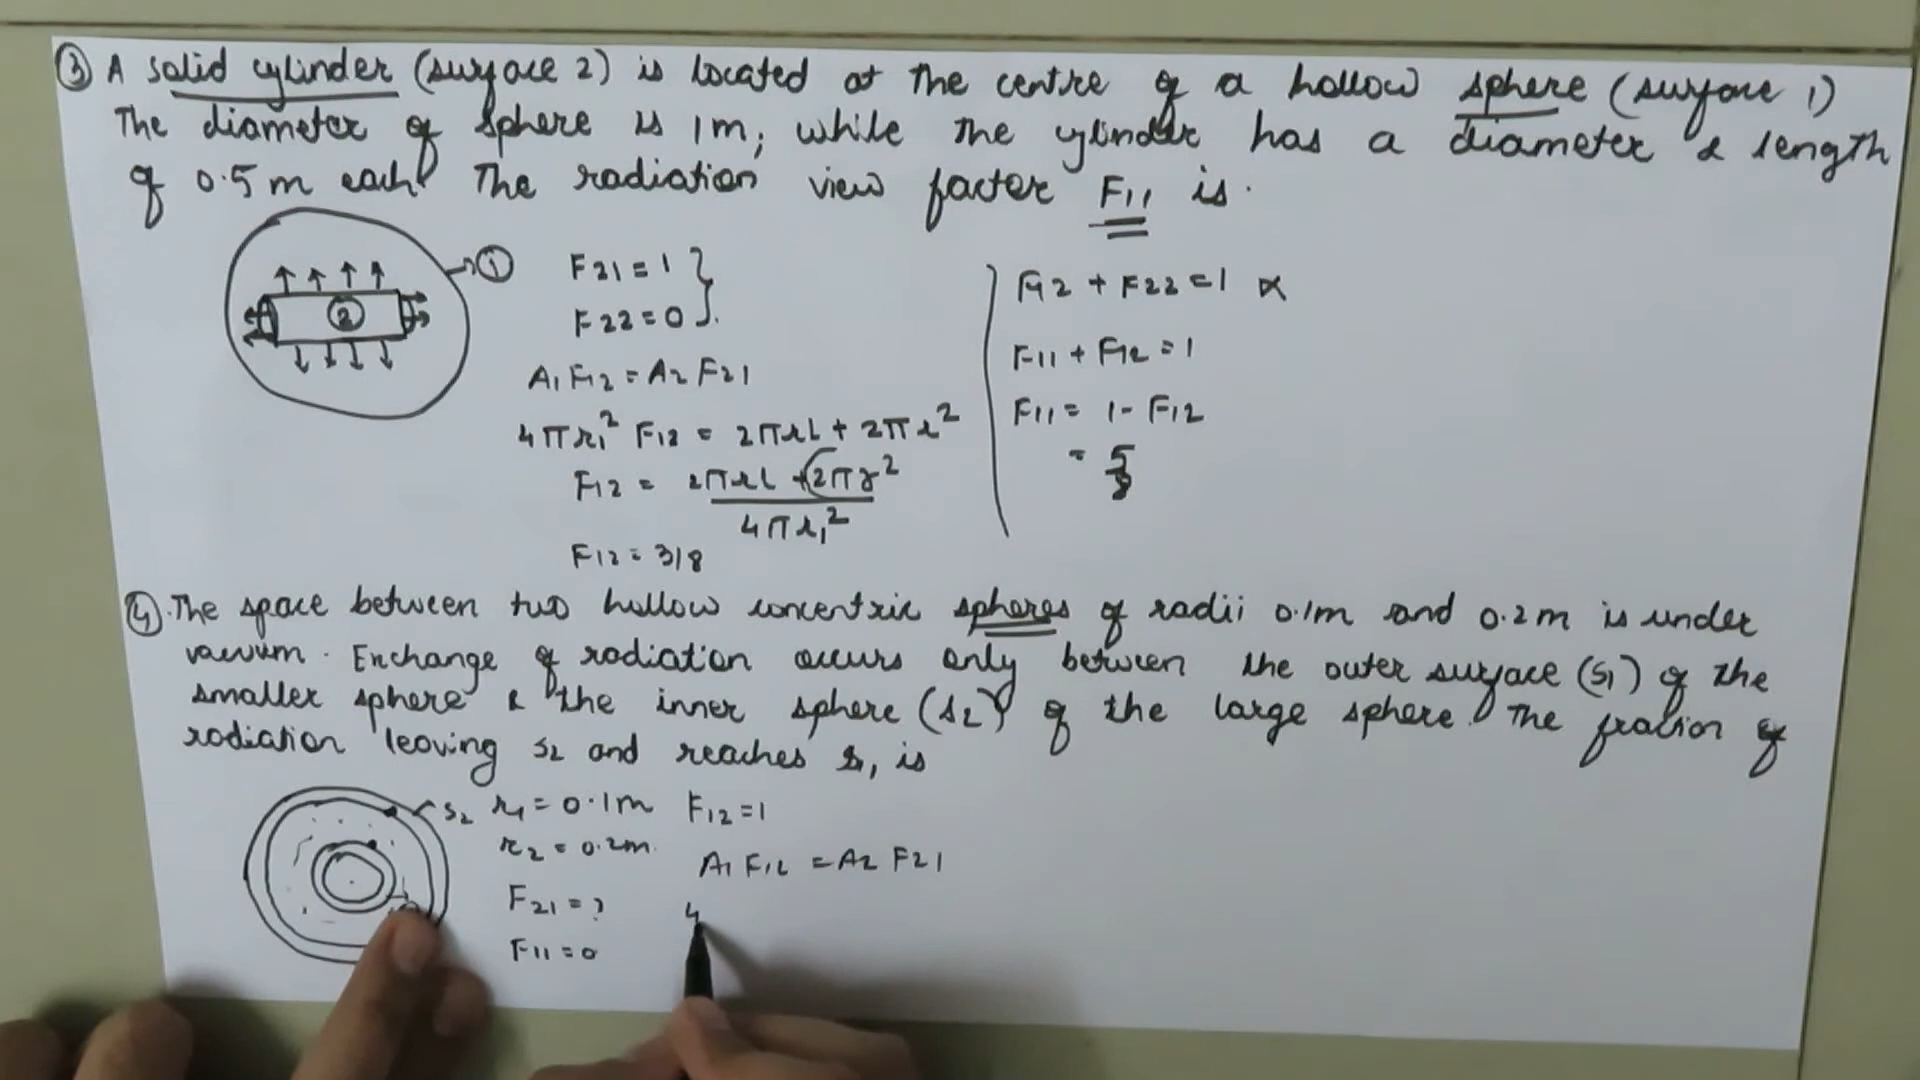 ③ A solid cylinder (surface 2) is located at the centre of a hollow sphere (surface 1)
The diameter of sphere is 1m, while the cylinder has a diameter & length
of 0.5m each. The radiation view factor F11 is.
①
②
F21 = 1
F22 = 0
A1 F12 = A2 F21
4πr1² F12 = 2πrL + 2πr²
F12 = 2πrL + 2πr²
4πr1²
F12 = 3/8
F12 + F22 = 1 ×
F11 + F12 = 1
F11 = 1 - F12
= 5/8
④. The space between two hollow concentric spheres of radii 0.1m and 0.2m is under
vacuum. Exchange of radiation occurs only between the outer surface (S1) of the
smaller sphere & the inner sphere (S2) of the large sphere. The fraction of
radiation leaving S2 and reaches S1, is
S2
r1 = 0.1m
r2 = 0.2m.
F21 = ?
F11 = 0
F12 = 1
A1 F12 = A2 F21
4